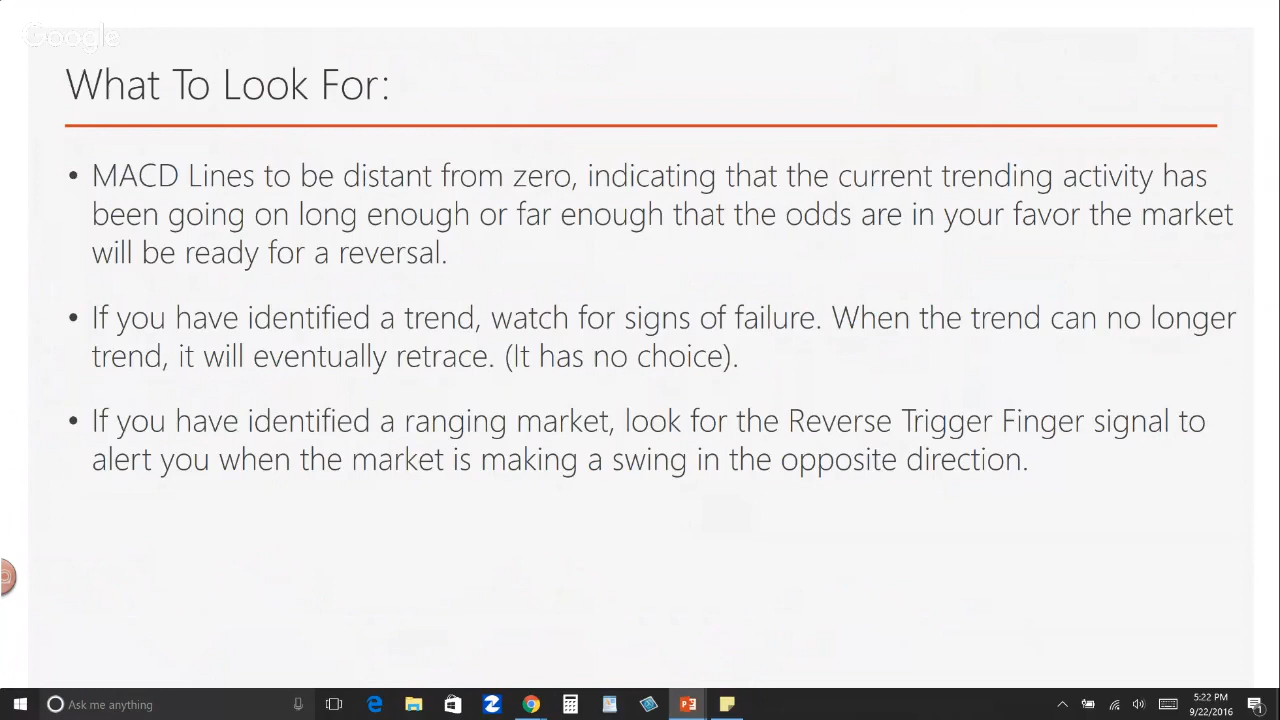 Google
What To Look For:
• MACD Lines to be distant from zero, indicating that the current trending activity has
been going on long enough or far enough that the odds are in your favor the market
will be ready for a reversal.
• If you have identified a trend, watch for signs of failure. When the trend can no longer
trend, it will eventually retrace. (It has no choice).
• If you have identified a ranging market, look for the Reverse Trigger Finger signal to
alert you when the market is making a swing in the opposite direction.
Ask me anything
5:22 PM
9/22/2016